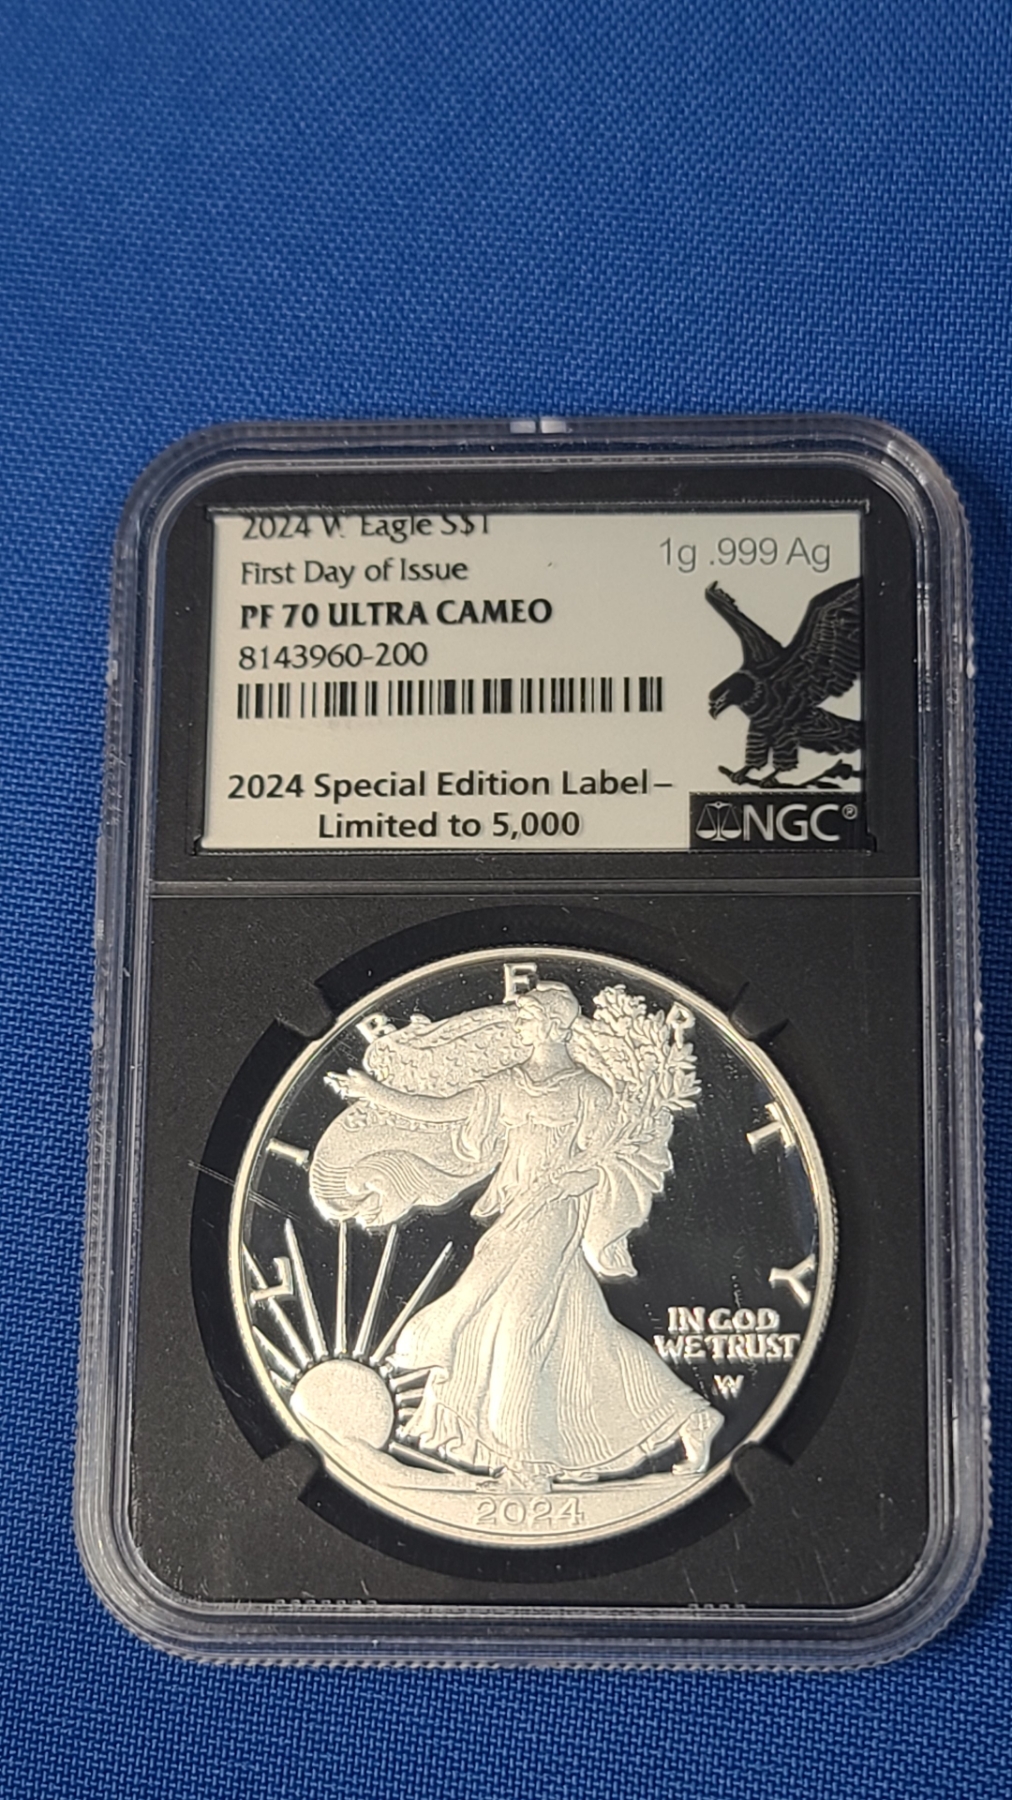 2024 W Eagle S$1
First Day of Issue
1g .999 Ag
PF 70 ULTRA CAMEO
8143960-200
2024 Special Edition Label–
Limited to 5,000
NGC®
LIBERTY
IN GOD
WE TRUST
W
2024